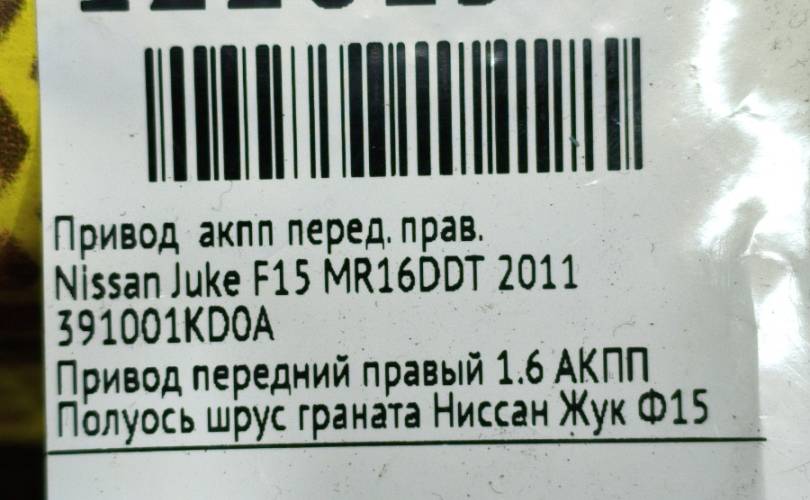 Привод акпп перед. прав.
Nissan Juke F15 MR16DDT 2011
391001KD0A
Привод передний правый 1.6 АКПП
Полуось шрус граната Ниссан Жук Ф15